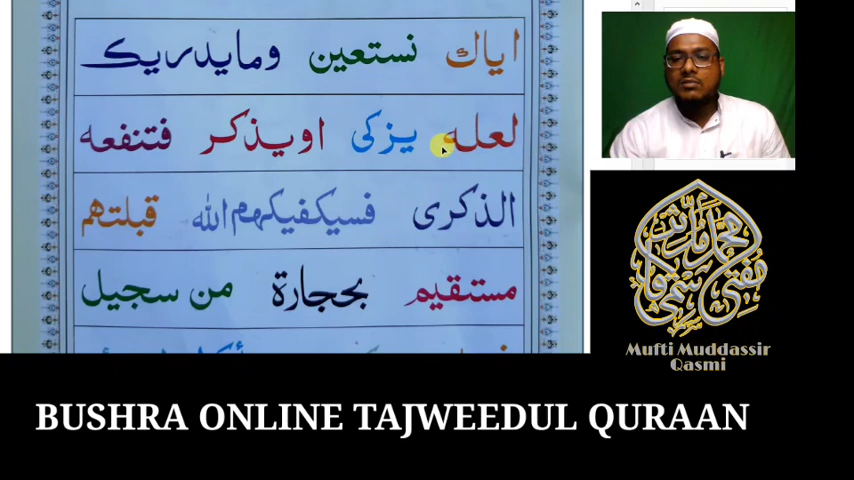 اياك نستعين ومايدريك
لعله يزكى اويذكر فتنفعه
الذكرى فسيكفيكهم الله قبلتهم
مستقيم بحجارة من سجيل
Mufti Muddassir
Qasmi
BUSHRA ONLINE TAJWEEDUL QURAAN